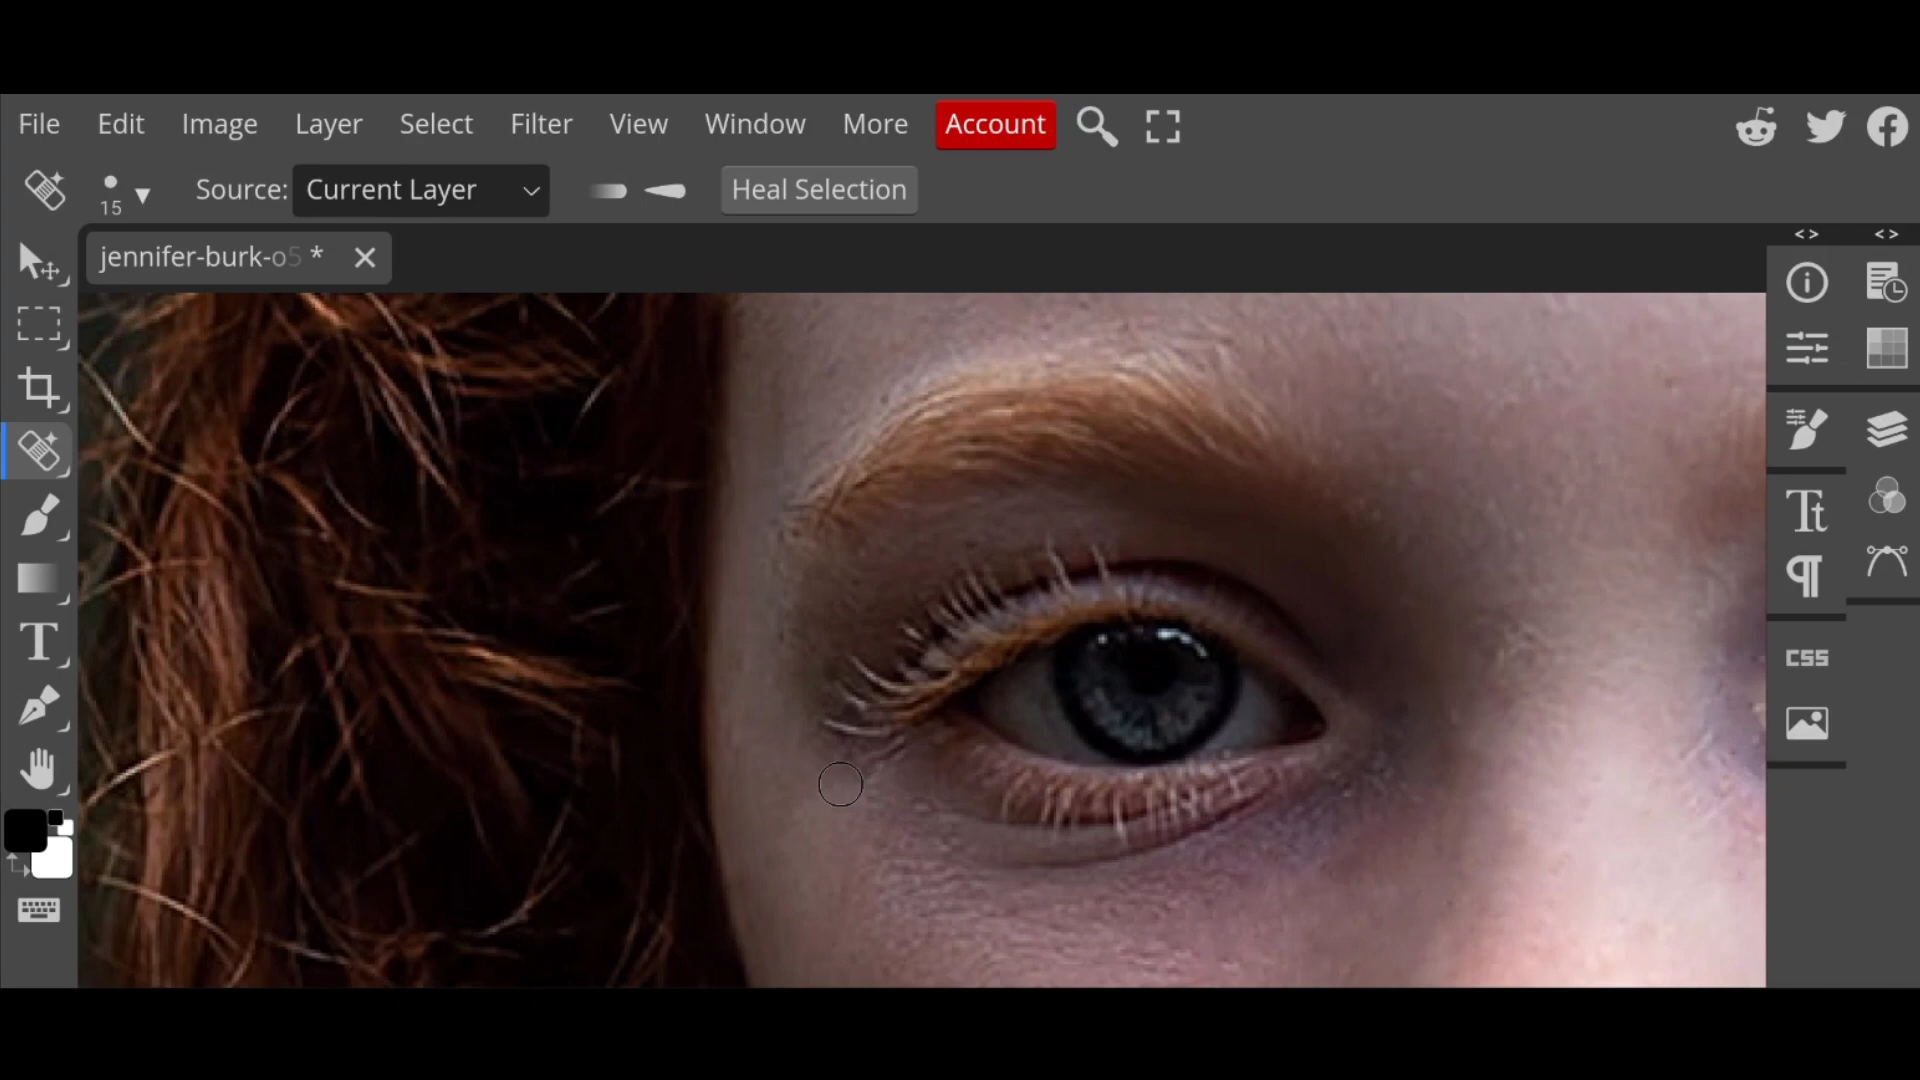 File Edit Image Layer Select Filter View Window More Account
15 Source: Current Layer Heal Selection
jennifer-burk-o5 *
CSS